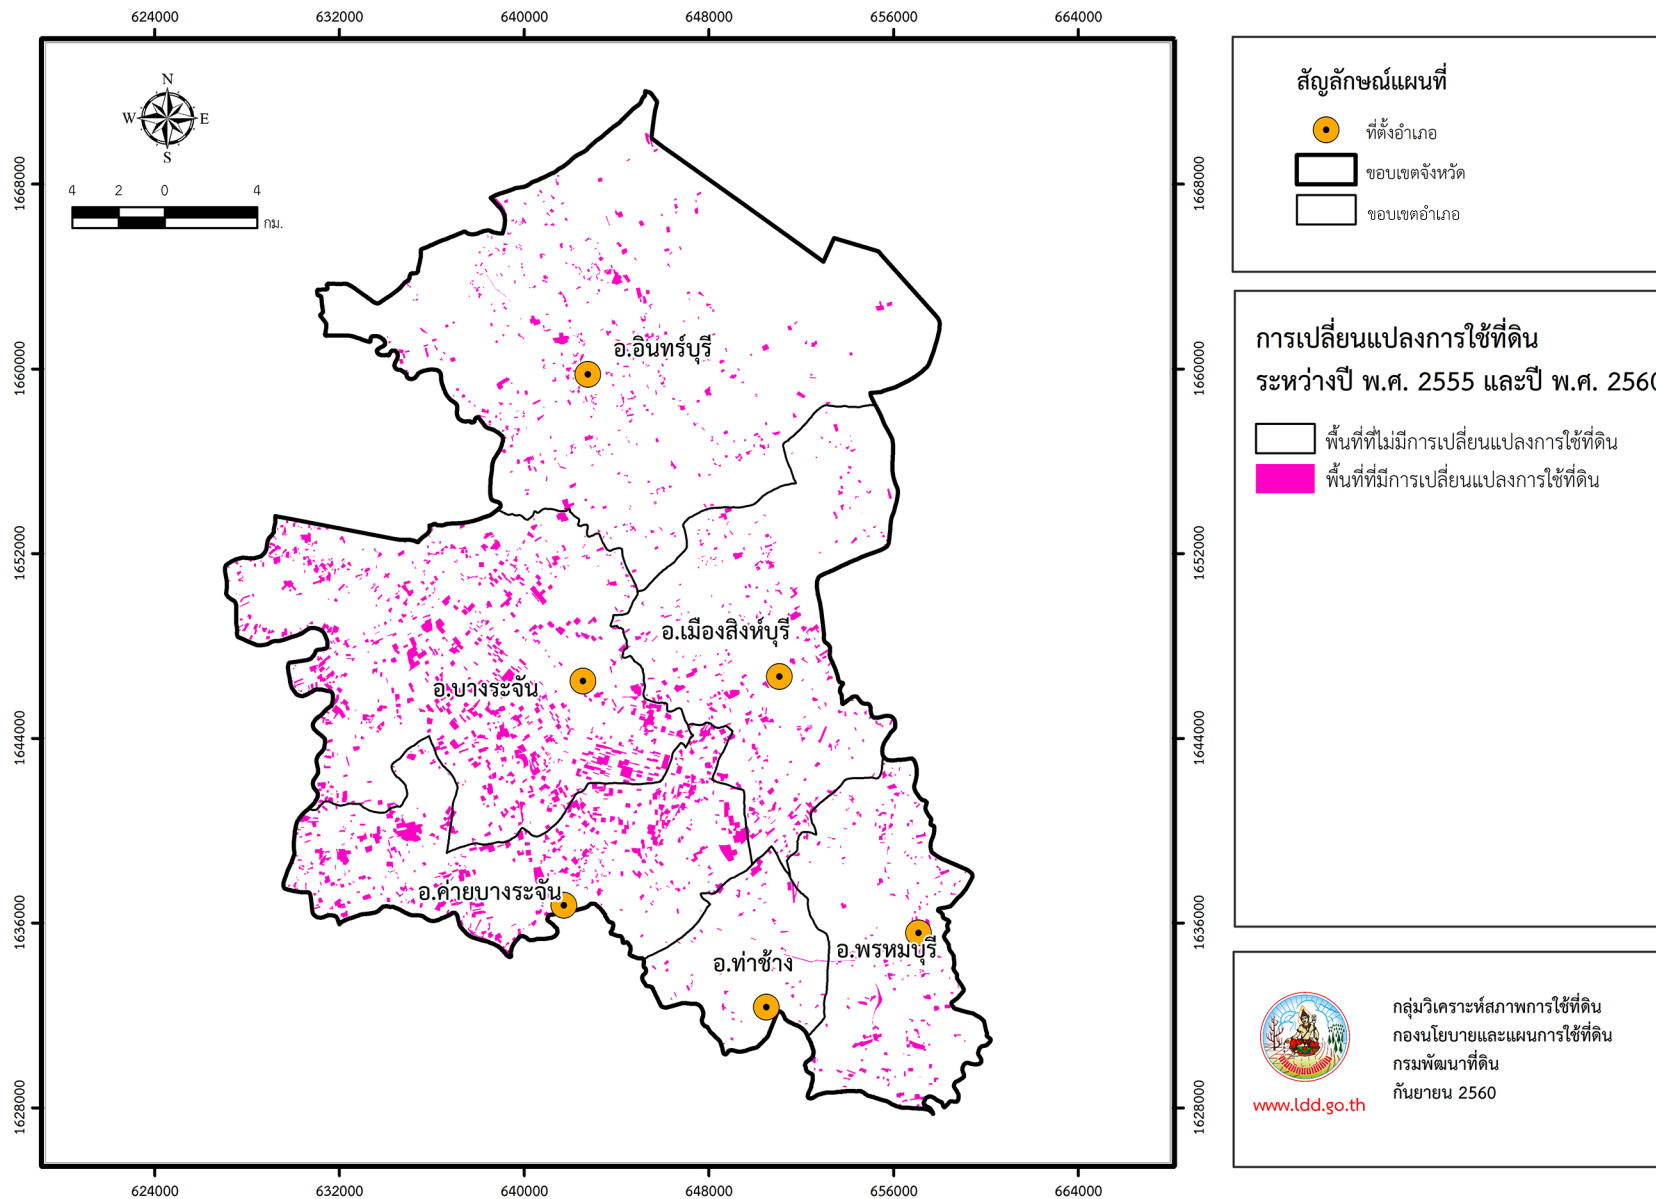 624000 632000 640000 648000 656000 664000
N
W E
S
4 2 0 4
กม.
1668000 1668000
1660000 1660000
1652000 1652000
1644000 1644000
1636000 1636000
1628000 1628000
อ.อินทร์บุรี
อ.เมืองสิงห์บุรี
อ.บางระจัน
อ.ค่ายบางระจัน
อ.ท่าช้าง
อ.พรหมบุรี
624000 632000 640000 648000 656000 664000
สัญลักษณ์แผนที่
ที่ตั้งอำเภอ
ขอบเขตจังหวัด
ขอบเขตอำเภอ
การเปลี่ยนแปลงการใช้ที่ดิน
ระหว่างปี พ.ศ. 2555 และปี พ.ศ. 2560
พื้นที่ที่ไม่มีการเปลี่ยนแปลงการใช้ที่ดิน
พื้นที่ที่มีการเปลี่ยนแปลงการใช้ที่ดิน
กลุ่มวิเคราะห์สภาพการใช้ที่ดิน
กองนโยบายและแผนการใช้ที่ดิน
กรมพัฒนาที่ดิน
กันยายน 2560
www.ldd.go.th